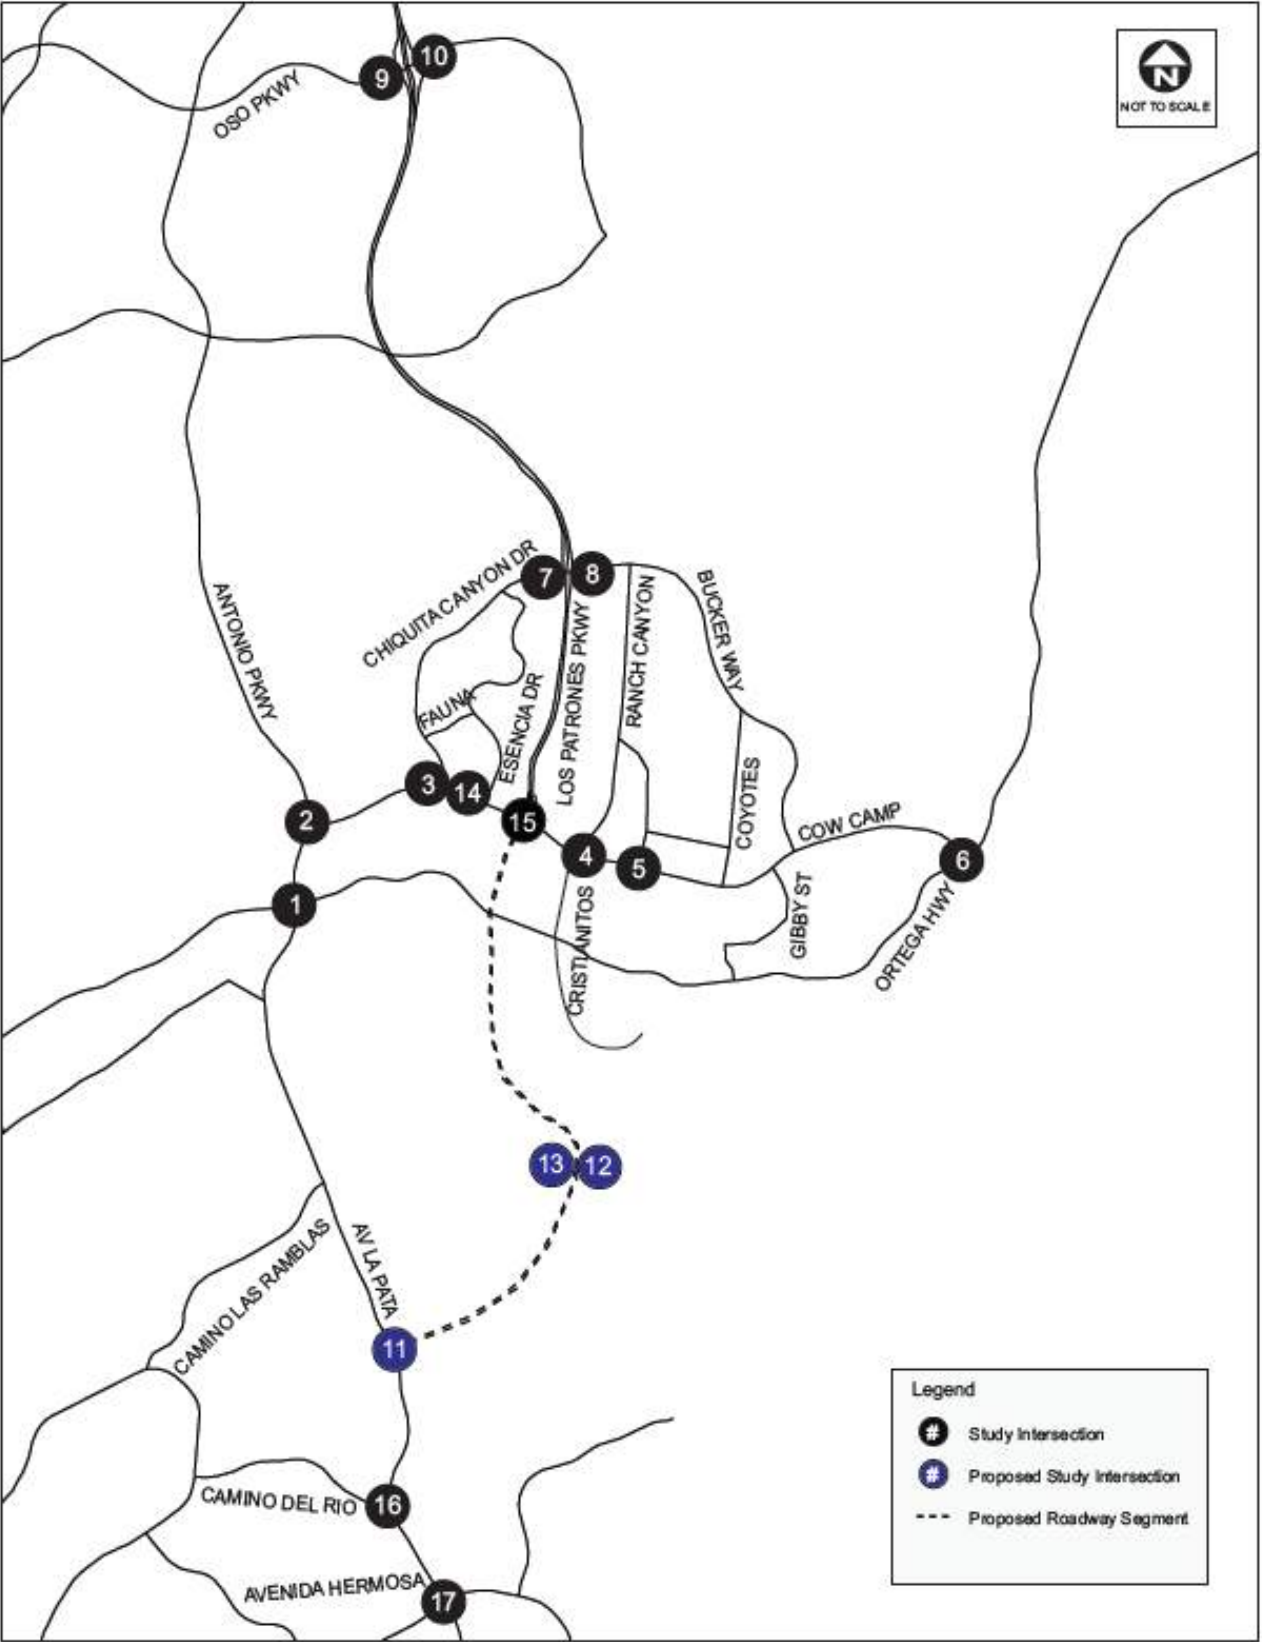 10
9
OSO PKWY
N
NOT TO SCALE
CHIQUITA CANYON DR
7
8
ANTONIO PKWY
LOS PATRONES PKWY
RANCH CANYON
BUCKER WAY
FAUNA
ESENCIA DR
COYOTES
3
14
2
15
4
5
COW CAMP
6
1
CRISTIANITOS
GIBBY ST
ORTEGA HWY
13
12
CAMINO LAS RAMBLAS
AV LA PATA
11
CAMINO DEL RIO
16
AVENIDA HERMOSA
17
Legend
# Study Intersection
# Proposed Study Intersection
Proposed Roadway Segment